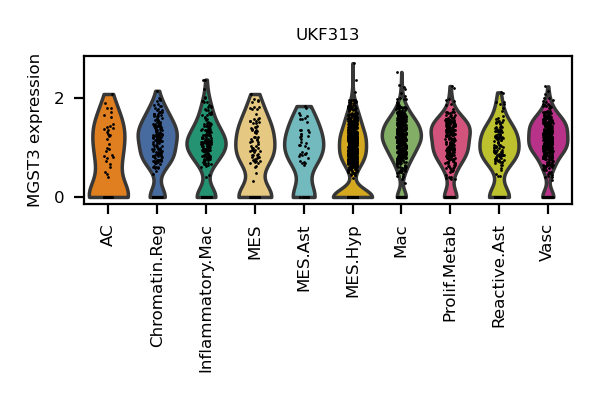 UKF313
MGST3 expression
2
0
AC
Chromatin.Reg
Inflammatory.Mac
MES
MES.Ast
MES.Hyp
Mac
Prolif.Metab
Reactive.Ast
Vasc